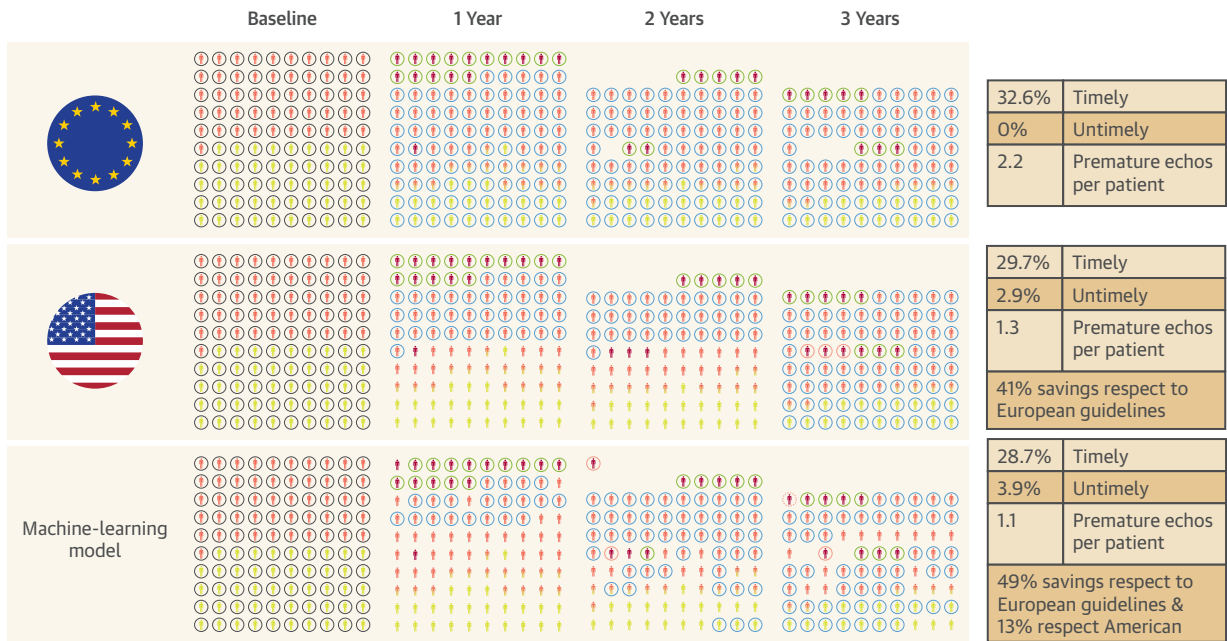 Baseline
1 Year
2 Years
3 Years
32.6% Timely
0% Untimely
2.2 Premature echos
per patient
29.7% Timely
2.9% Untimely
1.3 Premature echos
per patient
41% savings respect to
European guidelines
Machine-learning
model
28.7% Timely
3.9% Untimely
1.1 Premature echos
per patient
49% savings respect to
European guidelines &
13% respect American